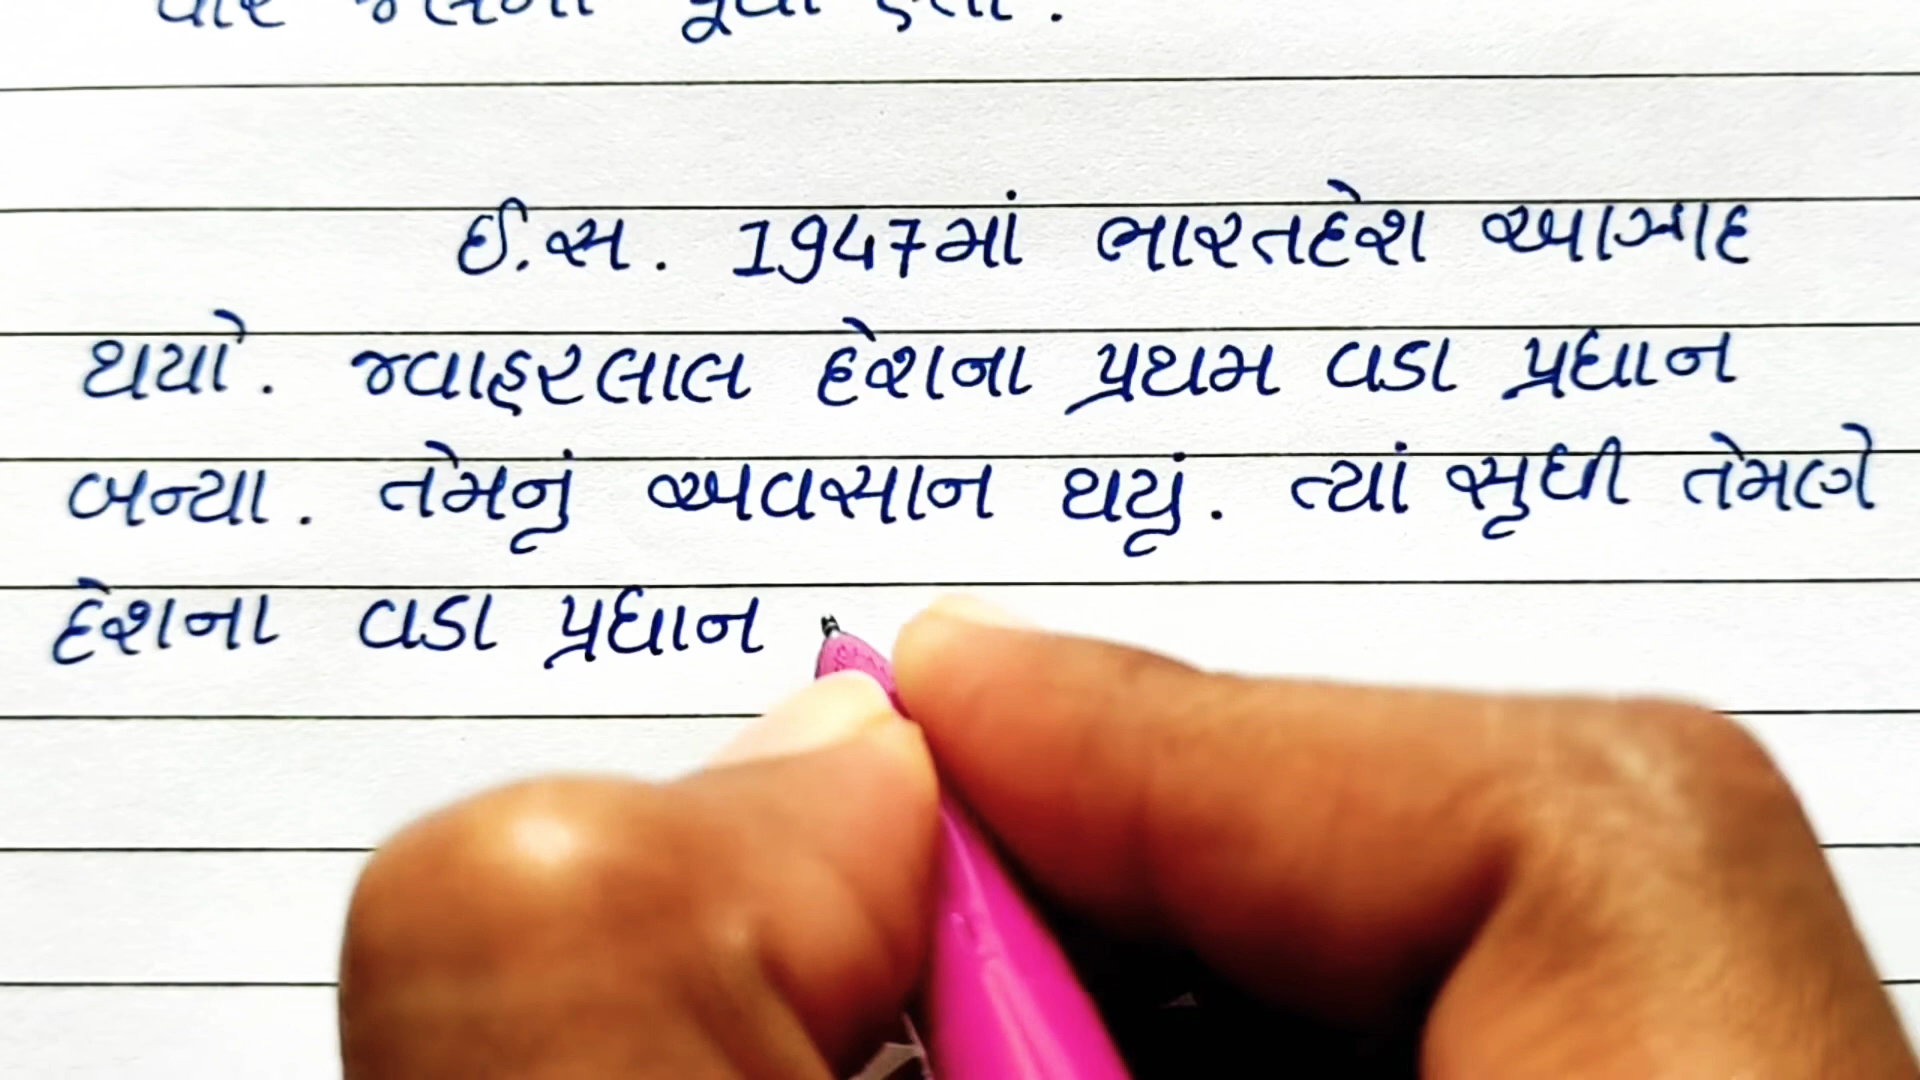 ઈ.સ. 1947માં ભારતદેશ આઝાદ
થયો. જવાહરલાલ દેશના પ્રથમ વડા પ્રધાન
બન્યા. તેમનું અવસાન થયું. ત્યાં સુધી તેમણે
દેશના વડા પ્રધાન